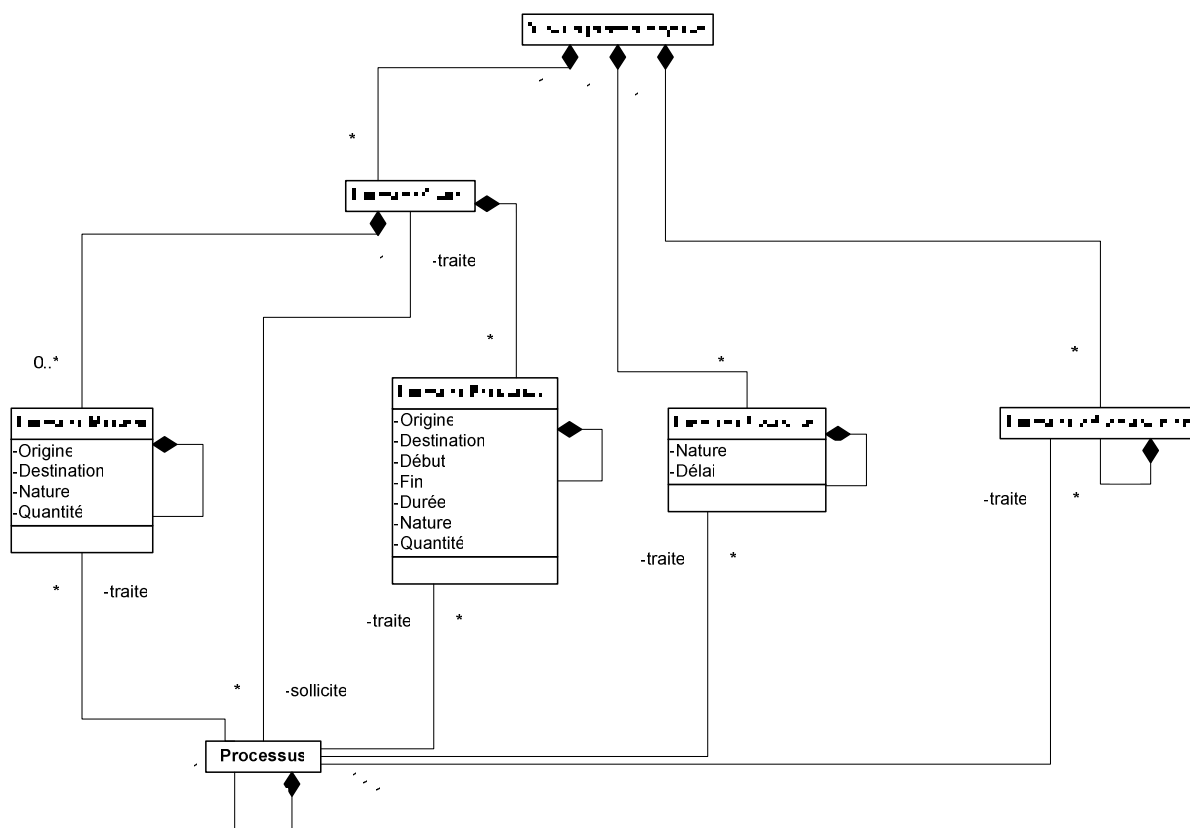 *
-traite
*
0..*
*
*
-Origine
-Destination
-Nature
-Quantité
-Origine
-Destination
-Début
-Fin
-Durée
-Nature
-Quantité
-Nature
-Délai
-traite
*
-traite
*
* -traite
-traite *
* -sollicite
Processus